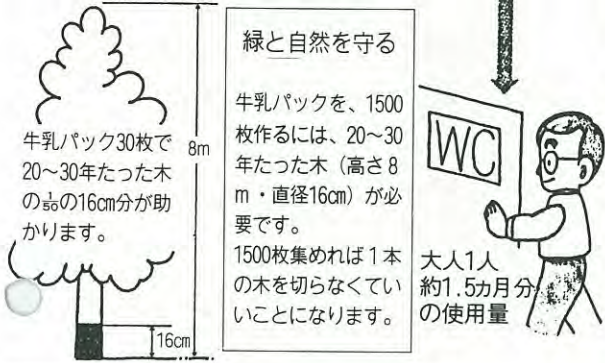 牛乳パック30枚で
20〜30年たった木
の1/50の16cm分が助
かります。
8m
16cm
緑と自然を守る
牛乳パックを、1500
枚作るには、20〜30
年たった木（高さ8
m・直径16cm）が必
要です。
1500枚集めれば1本
の木を切らなくてい
いことになります。
WC
大人1人
約1.5ヵ月分
の使用量